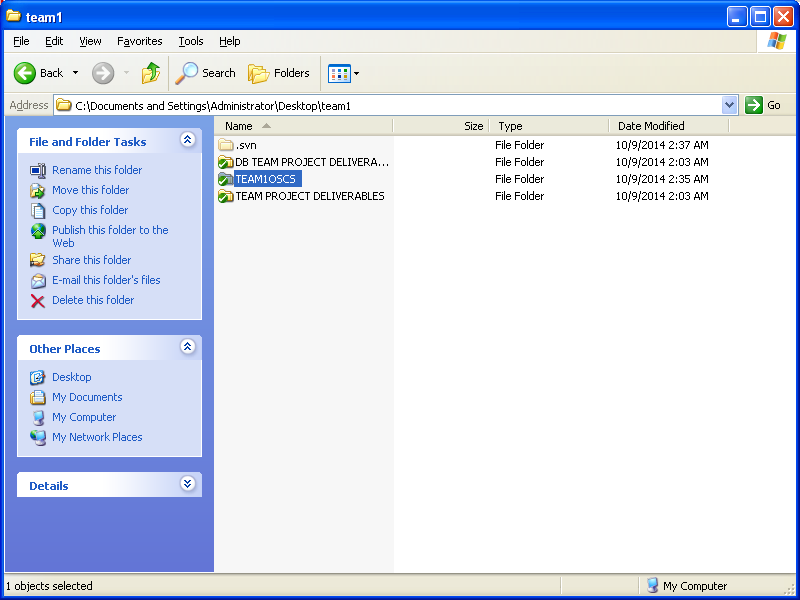 team1
File Edit View Favorites Tools Help
Back Search Folders
Address C:\Documents and Settings\Administrator\Desktop\team1 Go
File and Folder Tasks
Rename this folder
Move this folder
Copy this folder
Publish this folder to the
Web
Share this folder
E-mail this folder's files
Delete this folder
Other Places
Desktop
My Documents
My Computer
My Network Places
Details
Name Size Type Date Modified
.svn File Folder 10/9/2014 2:37 AM
DB TEAM PROJECT DELIVERA... File Folder 10/9/2014 2:03 AM
TEAM1OSCS File Folder 10/9/2014 2:35 AM
TEAM PROJECT DELIVERABLES File Folder 10/9/2014 2:03 AM
1 objects selected My Computer